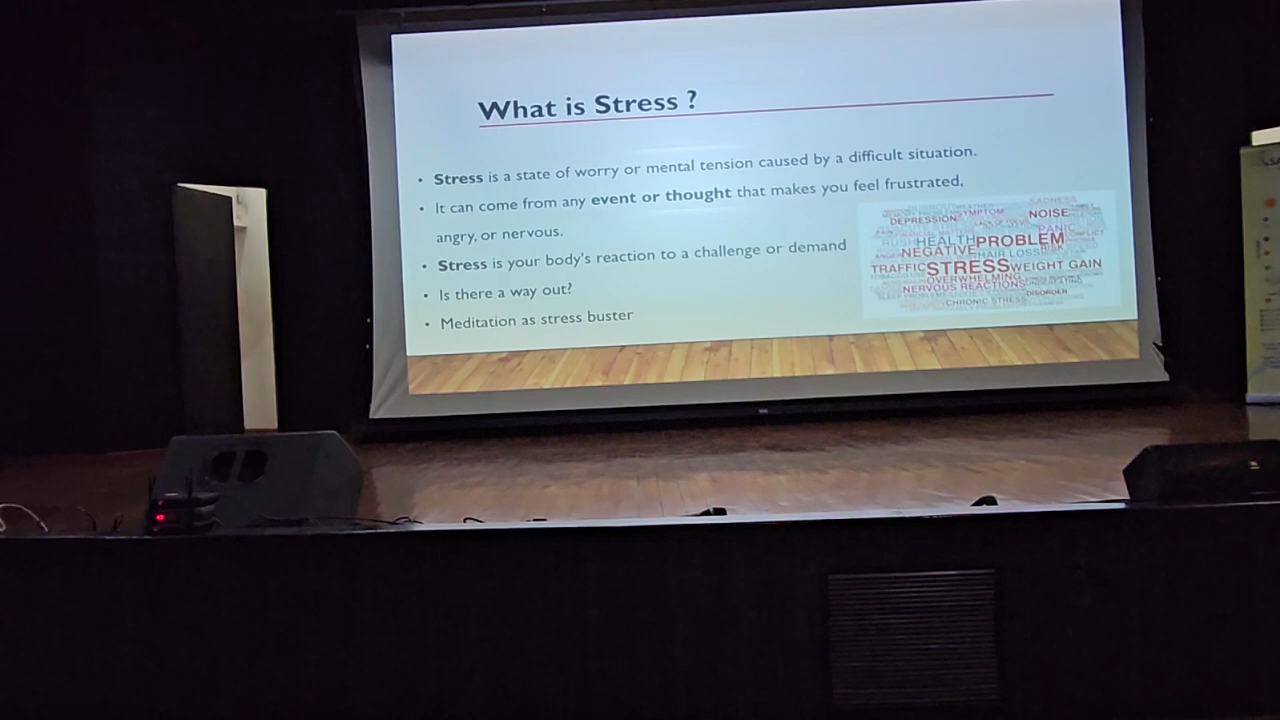 What is Stress ?
• Stress is a state of worry or mental tension caused by a difficult situation.
• It can come from any event or thought that makes you feel frustrated,
angry, or nervous.
• Stress is your body's reaction to a challenge or demand
• Is there a way out?
• Meditation as stress buster
SADNESS
DEPRESSION SYMPTOM NOISE
PANIC
HEALTH PROBLEM
NEGATIVE HAIR LOSS RISK
TRAFFIC STRESS WEIGHT GAIN
OVERWHELMING
NERVOUS REACTIONS
DISORDER
CHRONIC STRESS